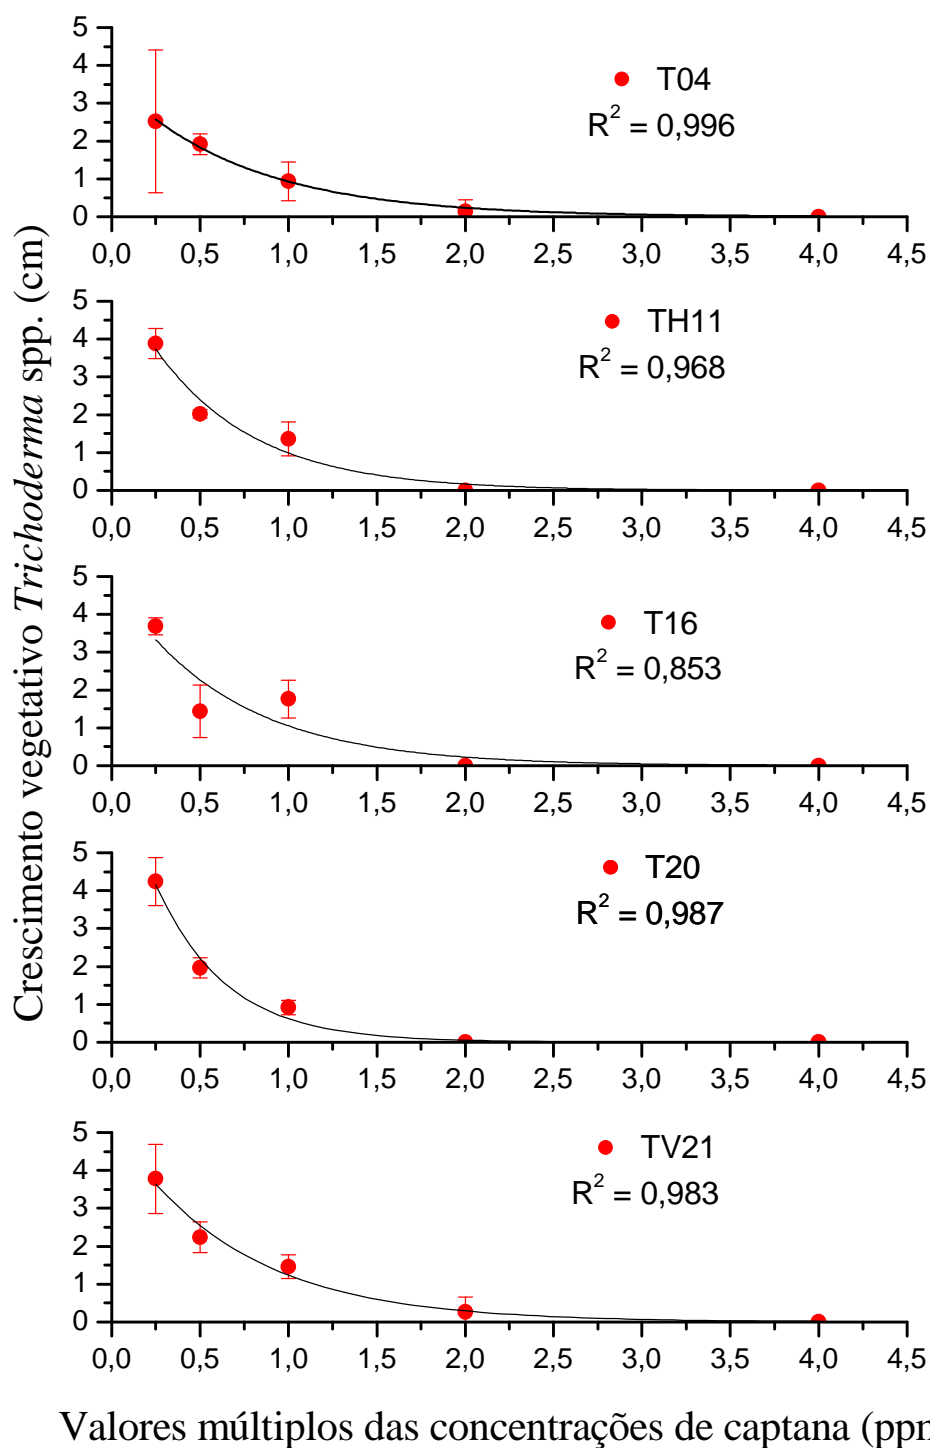 5
4
T04
3
R² = 0,996
2
1
0
0,0 0,5 1,0 1,5 2,0 2,5 3,0 3,5 4,0 4,5
5
TH11
4
R² = 0,968
3
2
1
0
0,0 0,5 1,0 1,5 2,0 2,5 3,0 3,5 4,0 4,5
5
4
T16
3
R² = 0,853
2
1
0
0,0 0,5 1,0 1,5 2,0 2,5 3,0 3,5 4,0 4,5
5
T20
4
R² = 0,987
3
2
1
0
0,0 0,5 1,0 1,5 2,0 2,5 3,0 3,5 4,0 4,5
5
TV21
4
R² = 0,983
3
2
1
0
0,0 0,5 1,0 1,5 2,0 2,5 3,0 3,5 4,0 4,5
Crescimento vegetativo Trichoderma spp. (cm)
Valores múltiplos das concentrações de captana